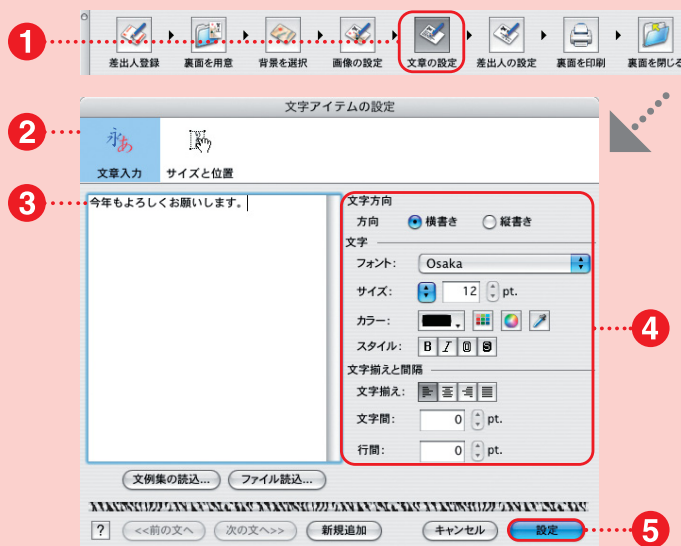 1
差出人登録 裏面を用意 背景を選択 画像の設定 文章の設定 差出人の設定 裏面を印刷 裏面を閉じる
文字アイテムの設定
2
永あ
文章入力 サイズと位置
3
今年もよろしくお願いします。
文字方向
方向 横書き 縦書き
文字
フォント: Osaka
サイズ: 12 pt.
カラー:
4
スタイル: B I 0 S
文字揃えと間隔
文字揃え:
文字間: 0 pt.
行間: 0 pt.
文例集の読込... ファイル読込...
? <<前の文へ 次の文へ>> 新規追加 キャンセル 設定
5